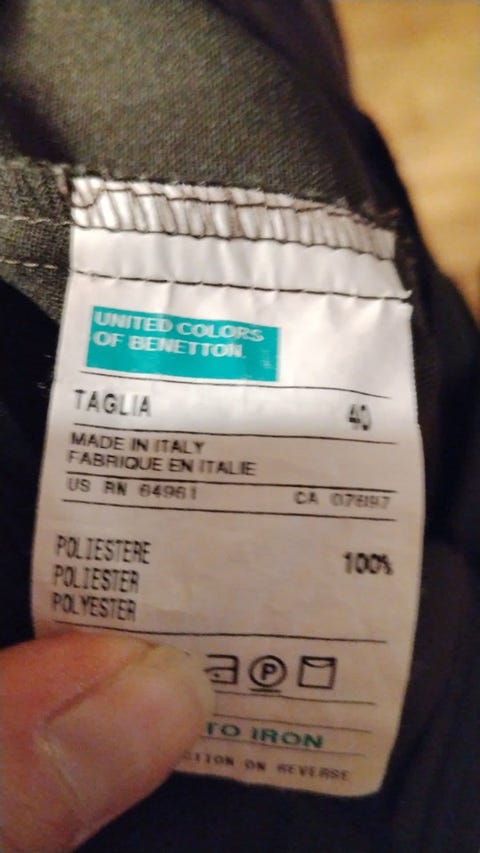 UNITED COLORS
OF BENETTON.
TAGLIA 40
MADE IN ITALY
FABRIQUE EN ITALIE
US RN 64961 CA 07697
POLIESTERE 100%
POLIESTER
POLYESTER
P
TO IRON
ON REVERSE